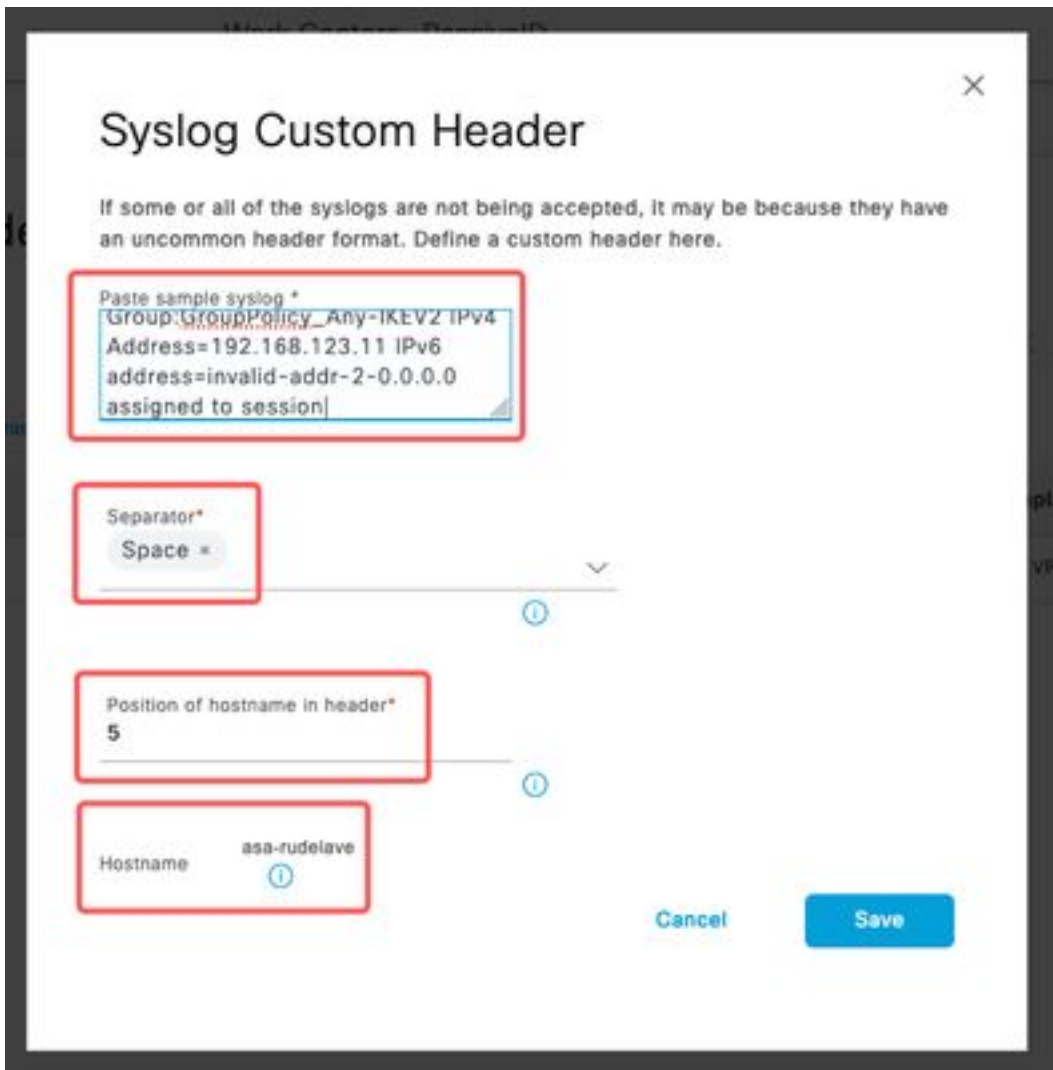 Work Centers PassiveID
Syslog Custom Header
If some or all of the syslogs are not being accepted, it may be because they have
an uncommon header format. Define a custom header here.
Paste sample syslog *
Group:GroupPolicy_Any-IKEV2 IPv4
Address=192.168.123.11 IPv6
address=invalid-addr-2-0.0.0.0
assigned to session
Separator*
Space ×
Position of hostname in header*
5
Hostname
asa-rudelave
Cancel
Save